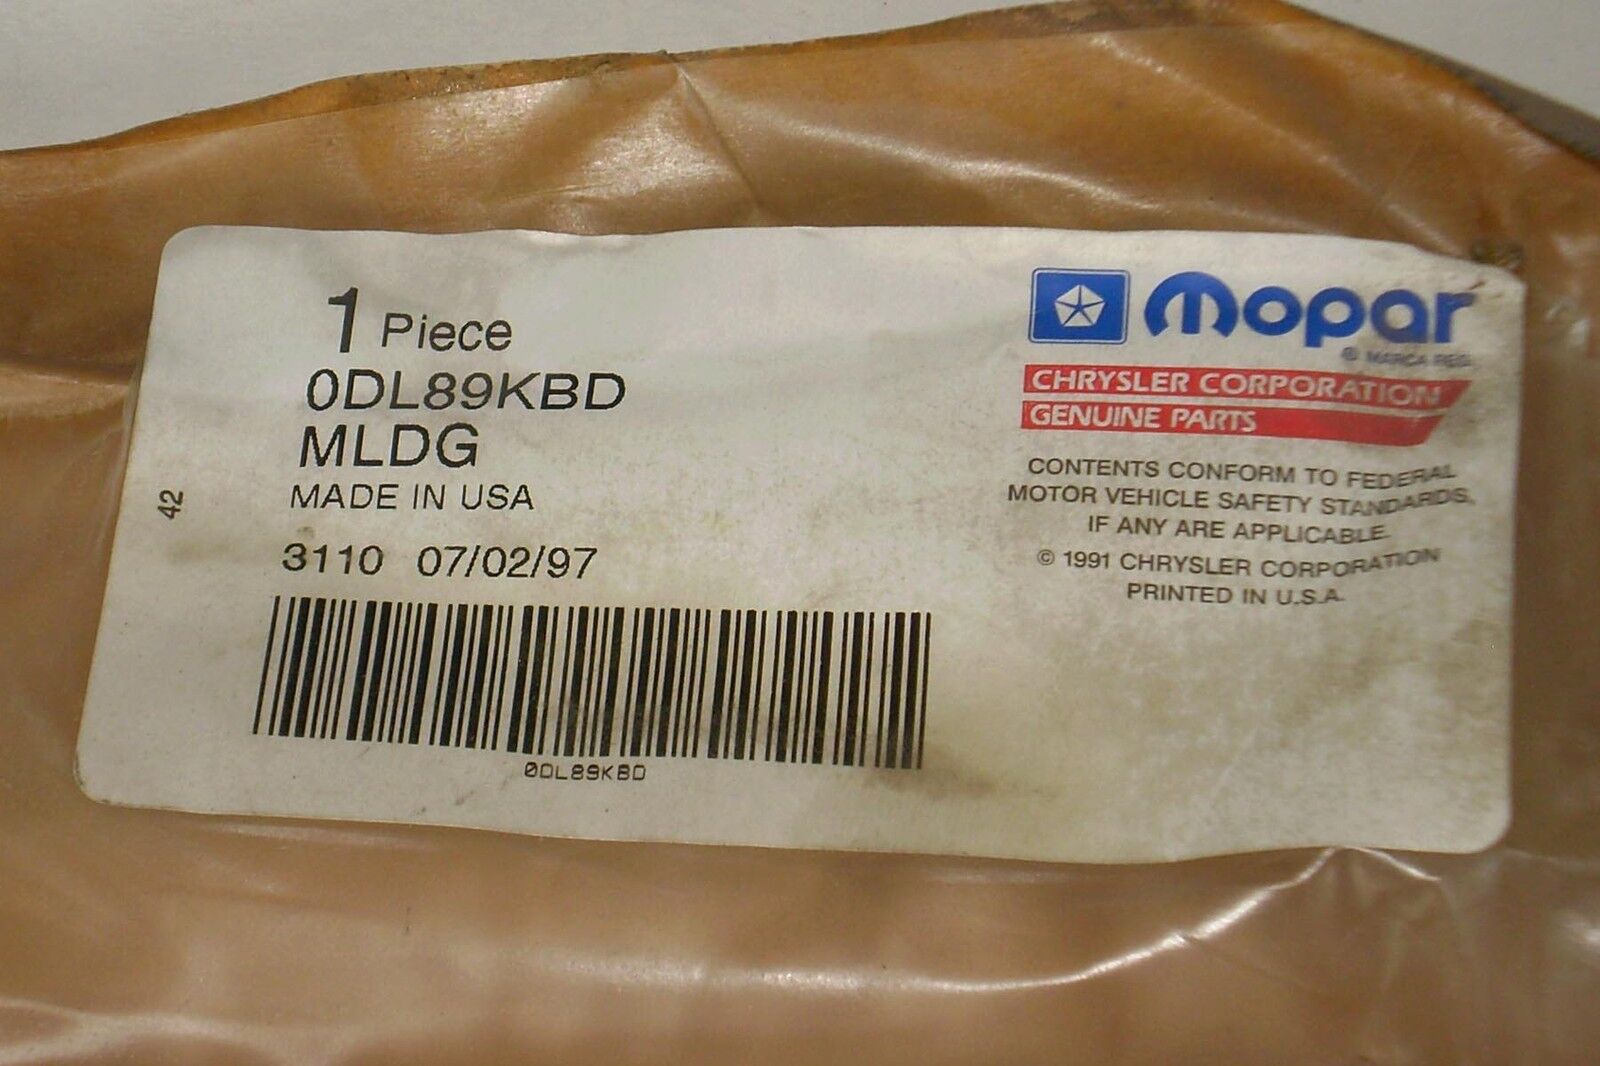 1 Piece
0DL89KBD
MLDG
MADE IN USA
42
3110 07/02/97
0DL89KBD
Mopar
® MARCA REG.
CHRYSLER CORPORATION
GENUINE PARTS
CONTENTS CONFORM TO FEDERAL
MOTOR VEHICLE SAFETY STANDARDS,
IF ANY ARE APPLICABLE.
© 1991 CHRYSLER CORPORATION
PRINTED IN U.S.A.